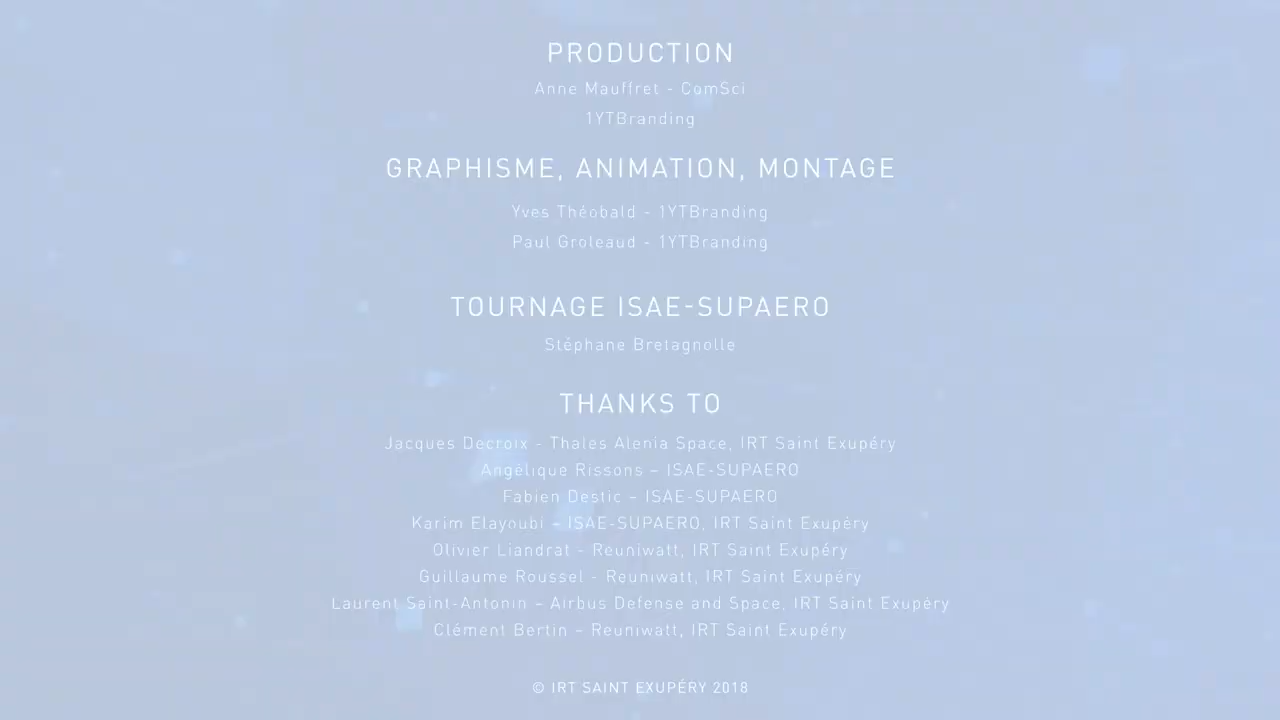 PRODUCTION
Anne Mauffret - ComSci
1YTBranding
GRAPHISME, ANIMATION, MONTAGE
Yves Théobald - 1YTBranding
Paul Groleaud - 1YTBranding
TOURNAGE ISAE-SUPAERO
Stéphane Bretagnolle
THANKS TO
Jacques Decroix - Thales Alenia Space, IRT Saint Exupéry
Angélique Rissons – ISAE-SUPAERO
Fabien Destic – ISAE-SUPAERO
Karim Elayoubi – ISAE-SUPAERO, IRT Saint Exupéry
Olivier Liandrat - Reuniwatt, IRT Saint Exupéry
Guillaume Roussel - Reuniwatt, IRT Saint Exupéry
Laurent Saint-Antonin – Airbus Defense and Space, IRT Saint Exupéry
Clément Bertin – Reuniwatt, IRT Saint Exupéry
© IRT SAINT EXUPÉRY 2018